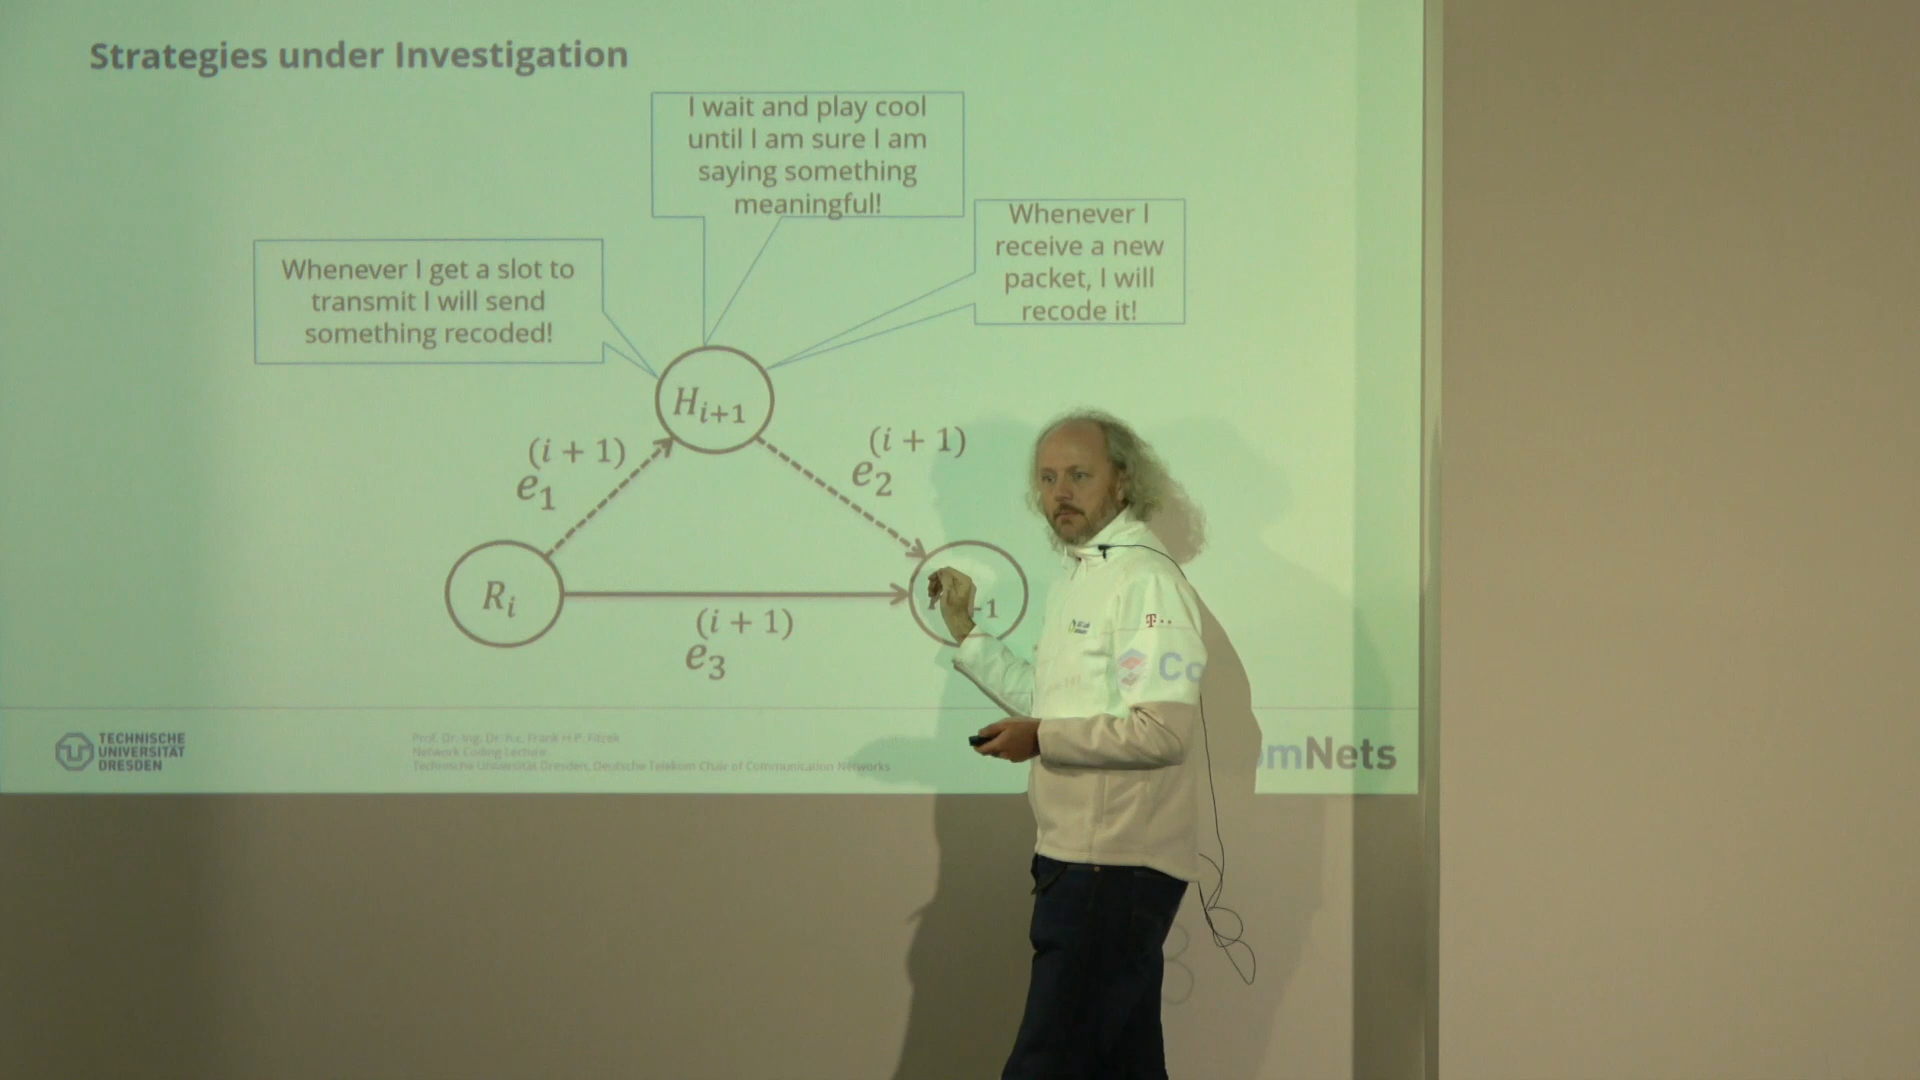 Strategies under Investigation
I wait and play cool
until I am sure I am
saying something
meaningful!
Whenever I
receive a new
packet, I will
recode it!
Whenever I get a slot to
transmit I will send
something recoded!
H_{i+1}
(i + 1)
e_1
(i + 1)
e_2
R_i
-1
(i + 1)
e_3
TECHNISCHE
UNIVERSITÄT
DRESDEN
Prof. Dr.-Ing. Dr. h.c. Frank H.P. Fitzek
Network Coding Lecture
Technische Universität Dresden, Deutsche Telekom Chair of Communication Networks
T
Co
mNets